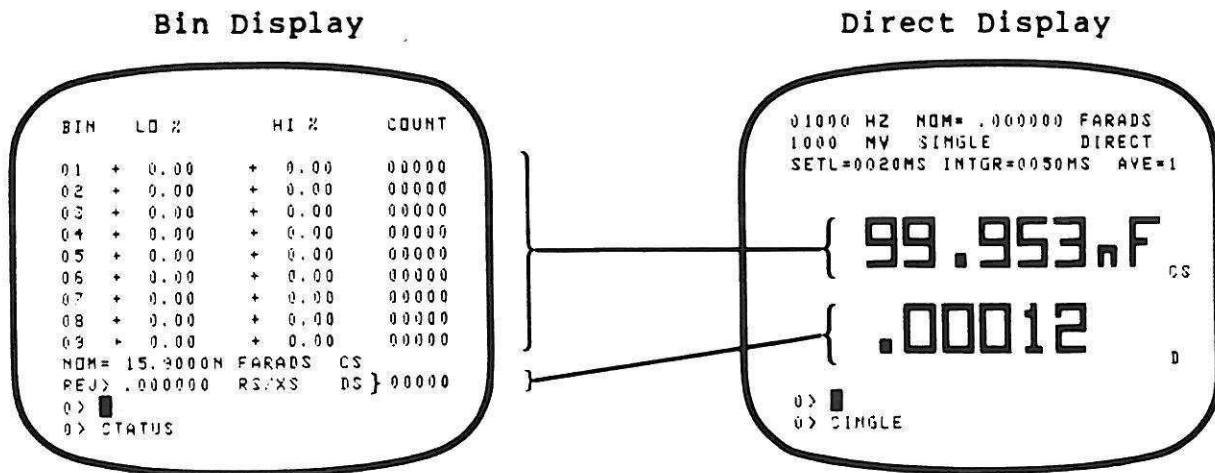 Bin Display
BIN LO % HI % COUNT
01 + 0.00 + 0.00 00000
02 + 0.00 + 0.00 00000
03 + 0.00 + 0.00 00000
04 + 0.00 + 0.00 00000
05 + 0.00 + 0.00 00000
06 + 0.00 + 0.00 00000
07 + 0.00 + 0.00 00000
08 + 0.00 + 0.00 00000
09 + 0.00 + 0.00 00000
NOM= 15.9000N FARADS CS
REJ> .000000 RS/XS DS } 00000
0>
0> STATUS
Direct Display
01000 HZ NOM= .000000 FARADS
1000 MV SINGLE DIRECT
SETL=0020MS INTGR=0050MS AVE=1
99.953nF CS
.00012 D
0>
0> SINGLE